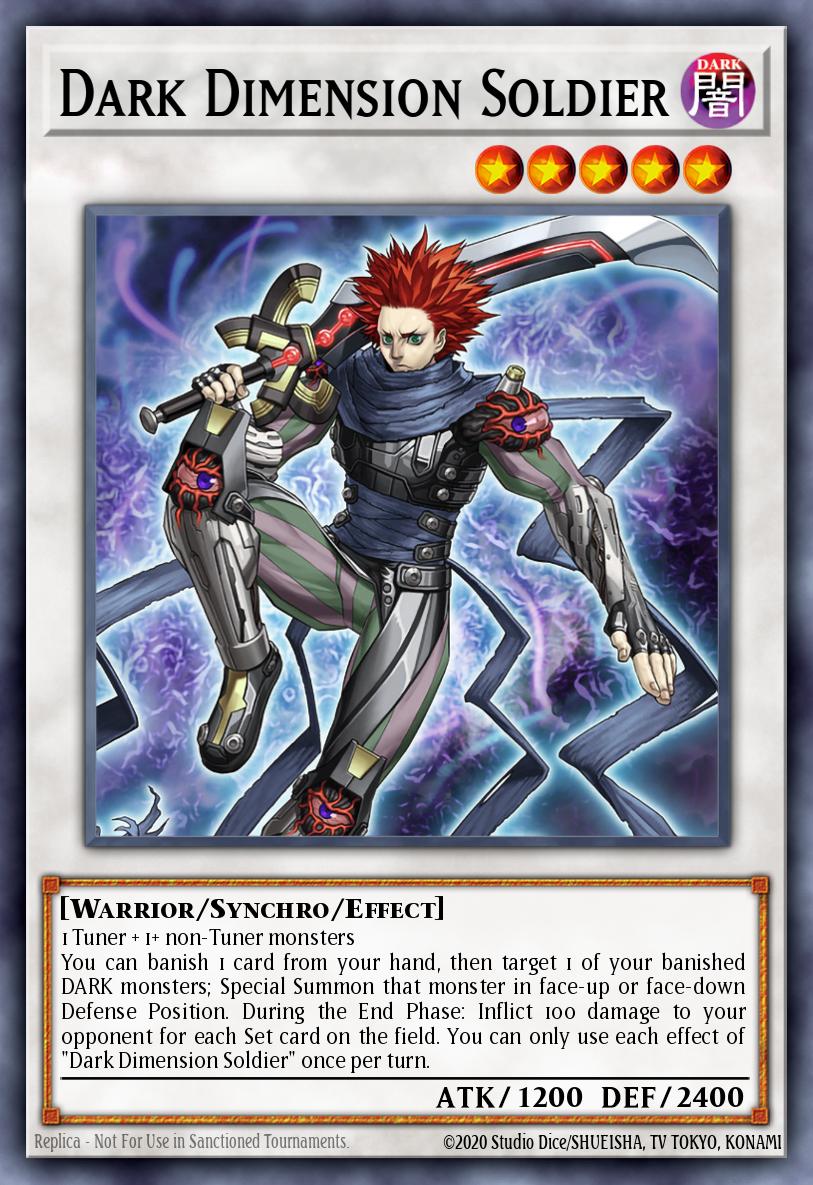 Dark Dimension Soldier
DARK
闇
[Warrior/Synchro/Effect]
1 Tuner + 1+ non-Tuner monsters
You can banish 1 card from your hand, then target 1 of your banished
DARK monsters; Special Summon that monster in face-up or face-down
Defense Position. During the End Phase: Inflict 100 damage to your
opponent for each Set card on the field. You can only use each effect of
"Dark Dimension Soldier" once per turn.
ATK/1200 DEF/2400
Replica - Not For Use in Sanctioned Tournaments.
©2020 Studio Dice/SHUEISHA, TV TOKYO, KONAMI